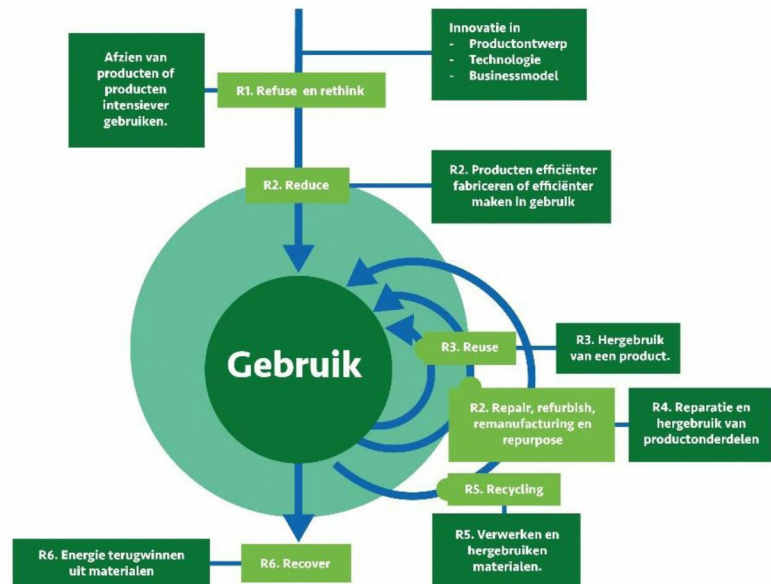 Innovatie in
- Productontwerp
- Technologie
- Businessmodel
Afzien van
producten of
producten
intensiever
gebruiken.
R1. Refuse en rethink
R2. Reduce
R2. Producten efficiënter
fabriceren of efficiënter
maken in gebruik
Gebruik
R3. Reuse
R3. Hergebruik
van een product.
R2. Repair, refurbish,
remanufacturing en
repurpose
R4. Reparatie en
hergebruik van
productonderdelen
R5. Recycling
R5. Verwerken en
hergebruiken
materialen.
R6. Energie terugwinnen
uit materialen
R6. Recover